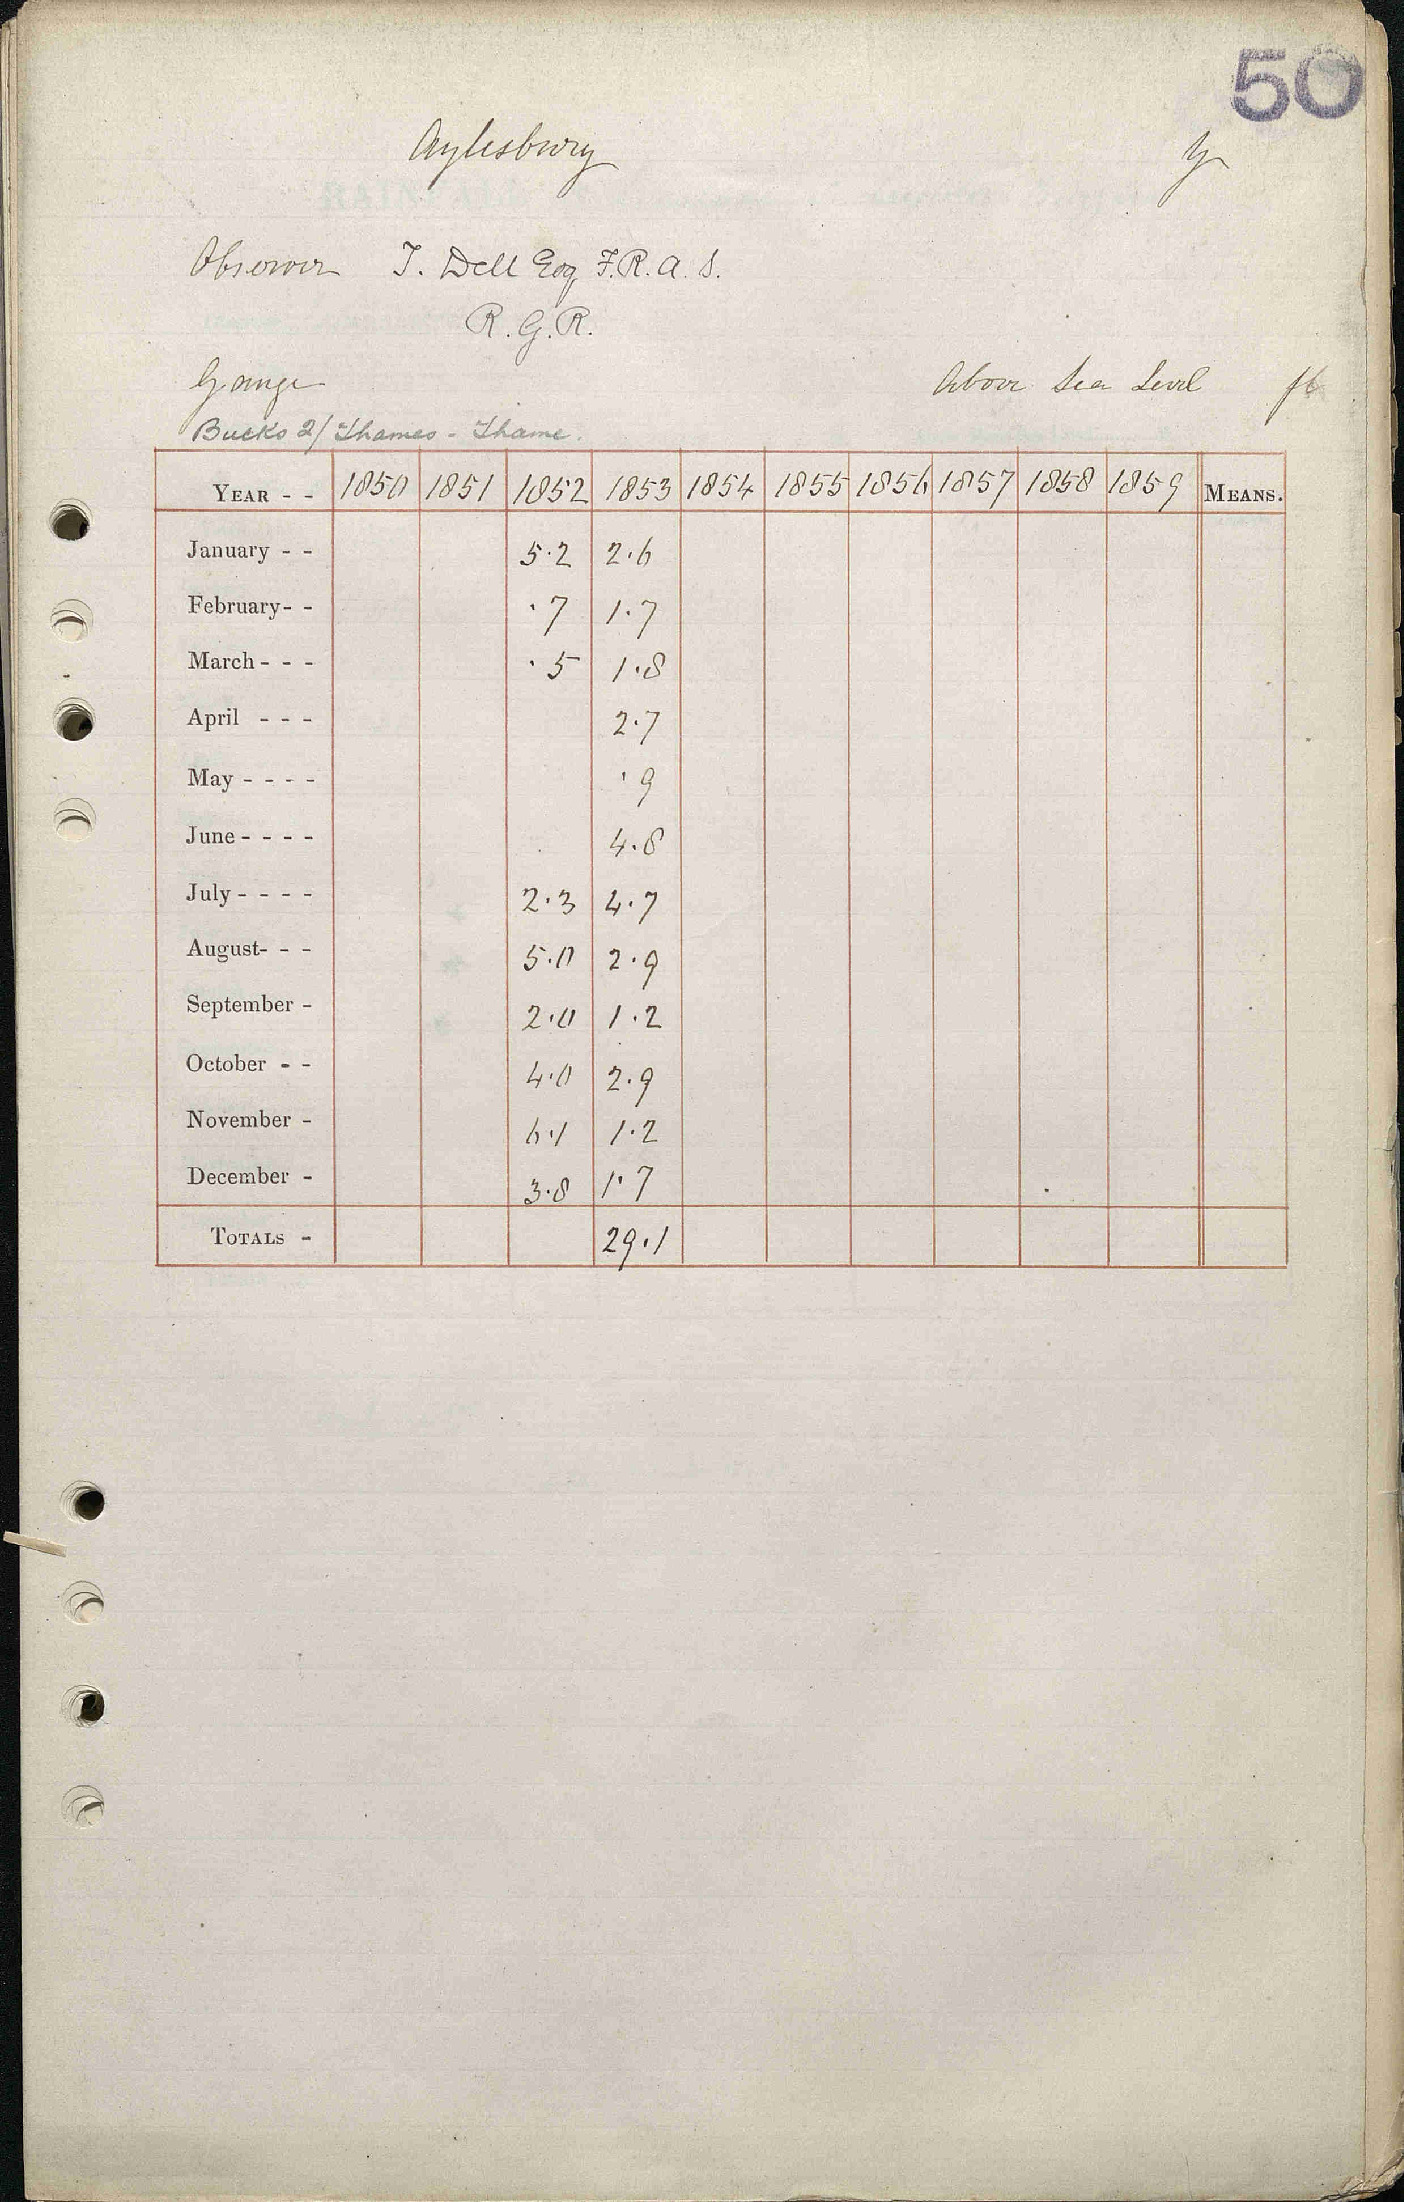 50
Aylesbury
Observer T. Dell Esq F.R.A.S.
R.G.R.
Gauge Above Sea Level ft
Bucks 2/ Thames - Thame.
YEAR - - 1850 1851 1852 1853 1854 1855 1856 1857 1858 1859 MEANS.
January - - 5.2 2.6
February- - .7 1.7
March - - - .5 1.8
April - - - 2.7
May - - - - .9
June - - - - 4.8
July - - - - 2.3 4.7
August- - - 5.0 2.9
September - 2.0 1.2
October - - 4.0 2.9
November - 6.1 1.2
December - 3.8 1.7
TOTALS - 29.1